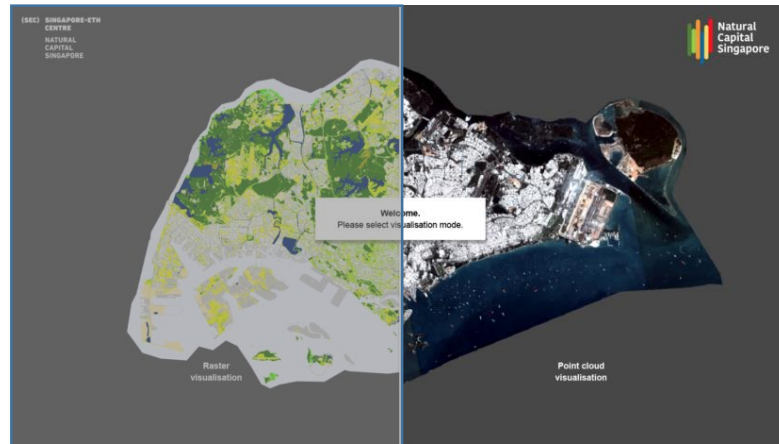 (SEC) SINGAPORE-ETH
CENTRE
NATURAL
CAPITAL
SINGAPORE
Natural
Capital
Singapore
Welcome.
Please select visualisation mode.
Raster
visualisation
Point cloud
visualisation